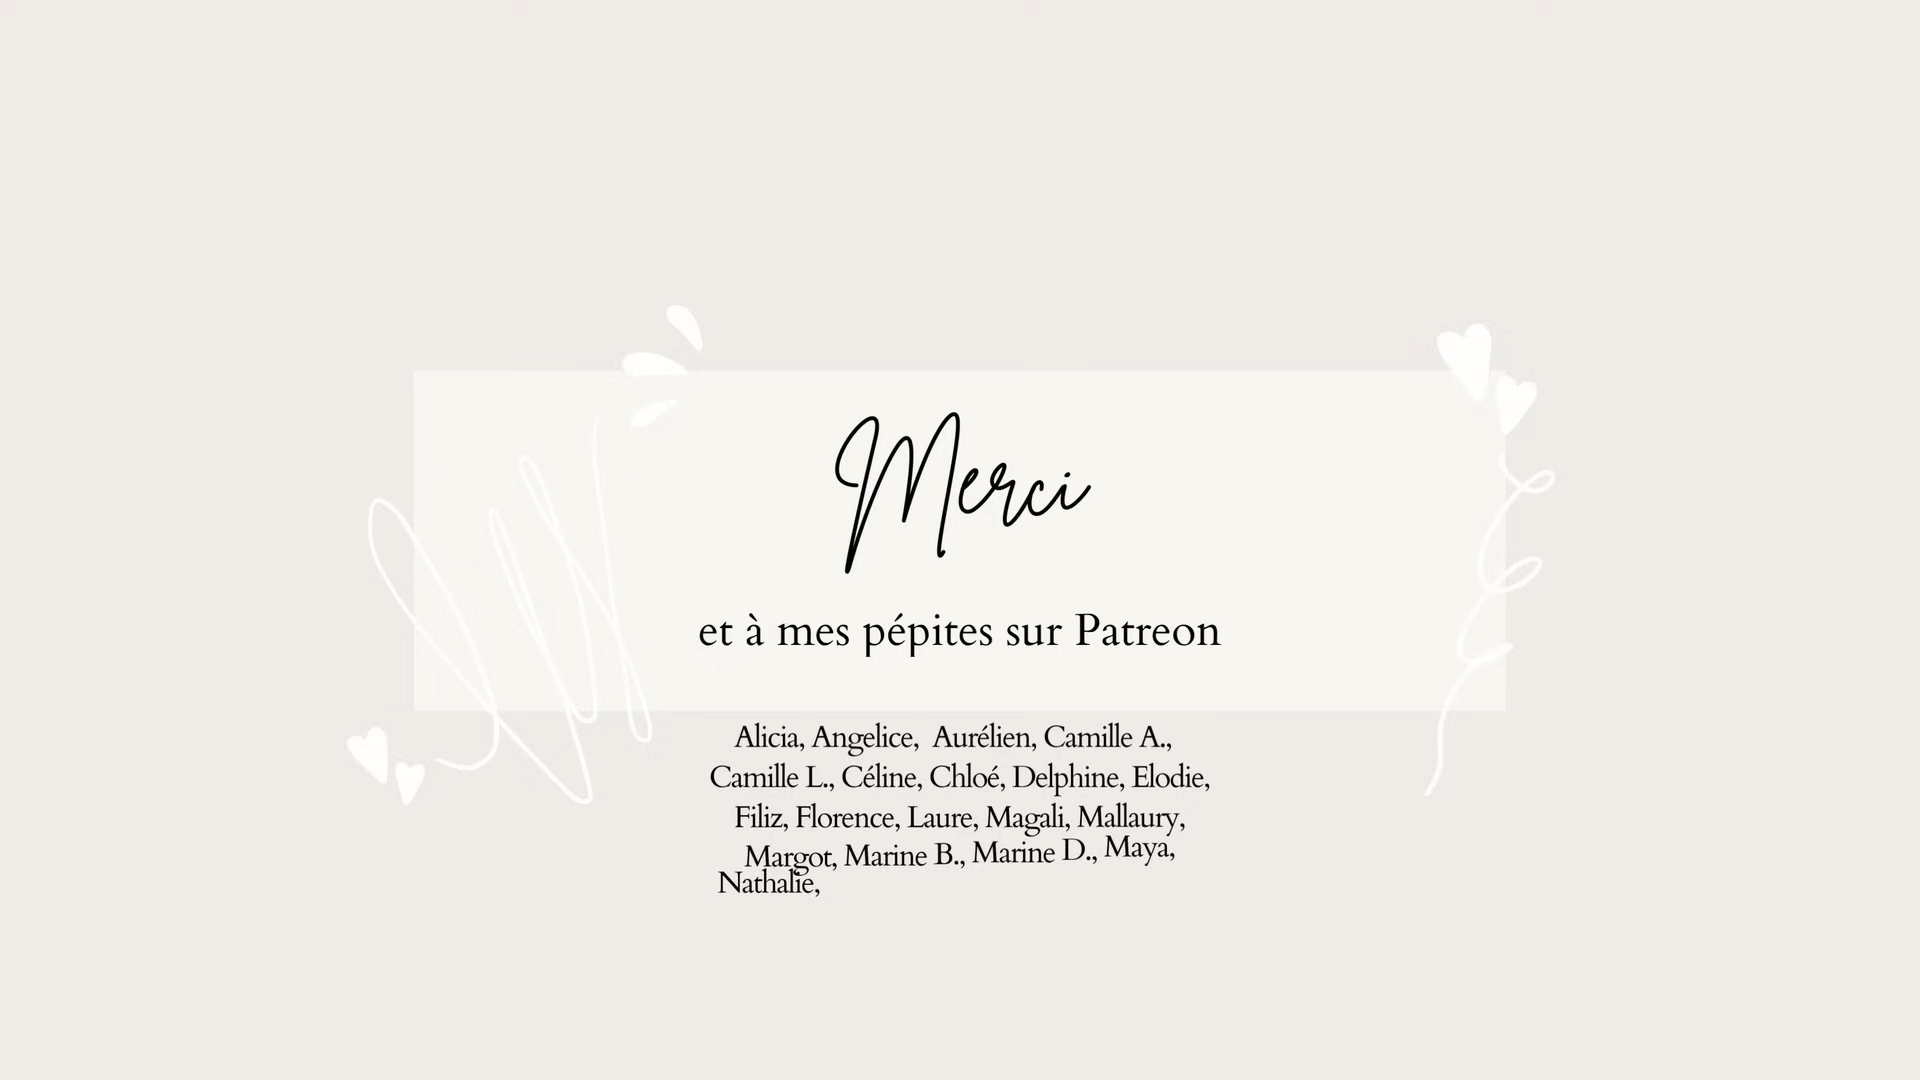 Merci
et à mes pépites sur Patreon
Alicia, Angelice, Aurélien, Camille A.,
Camille L., Céline, Chloé, Delphine, Elodie,
Filiz, Florence, Laure, Magali, Mallaury,
Margot, Marine B., Marine D., Maya,
Nathalie,